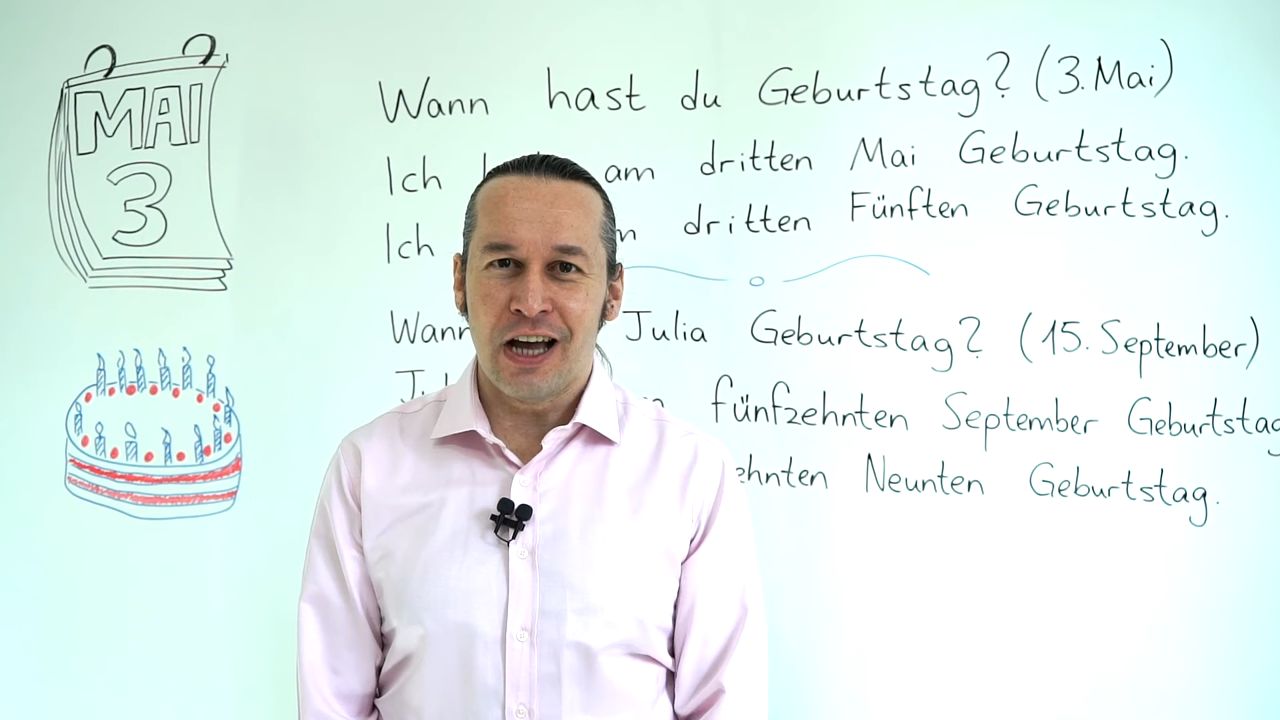 MAI
3
Wann hast du Geburtstag? (3. Mai)
Ich am dritten Mai Geburtstag.
Ich dritten Fünften Geburtstag.
Wann Julia Geburtstag? (15. September)
fünfzehnten September Geburtstag
Neunten Geburtstag.